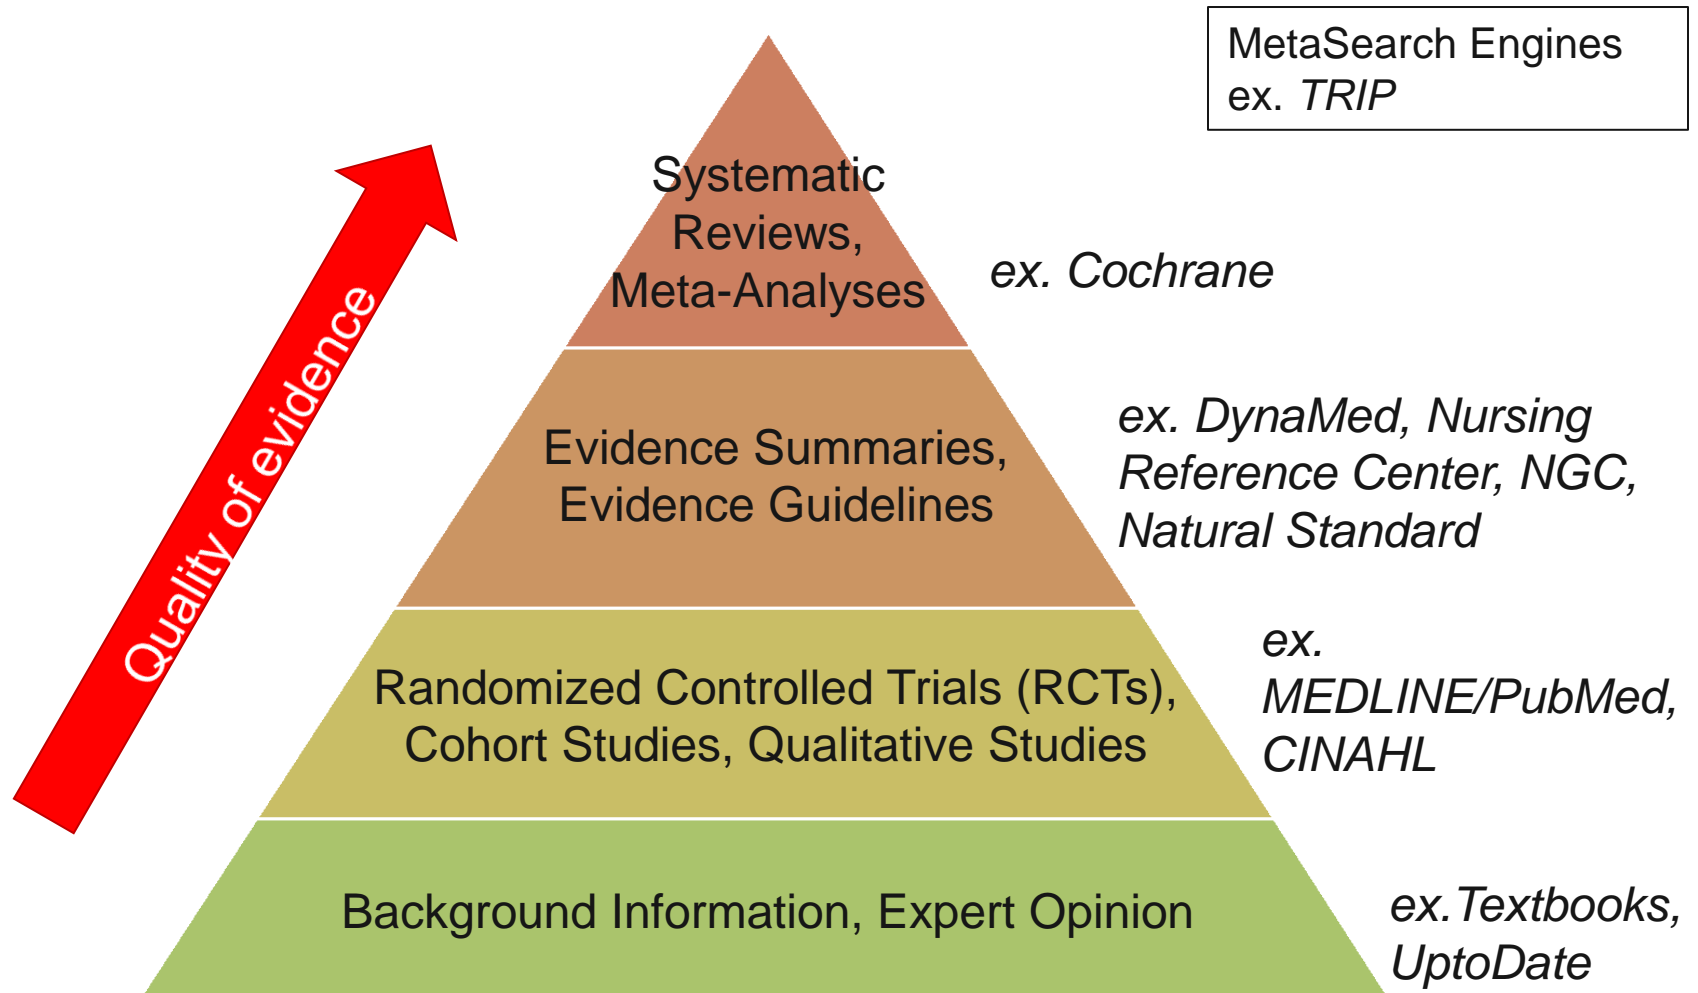 MetaSearch Engines
ex. TRIP
Systematic
Reviews,
Meta-Analyses
ex. Cochrane
Quality of evidence
Evidence Summaries,
Evidence Guidelines
ex. DynaMed, Nursing
Reference Center, NGC,
Natural Standard
Randomized Controlled Trials (RCTs),
Cohort Studies, Qualitative Studies
ex.
MEDLINE/PubMed,
CINAHL
Background Information, Expert Opinion
ex.Textbooks,
UptoDate